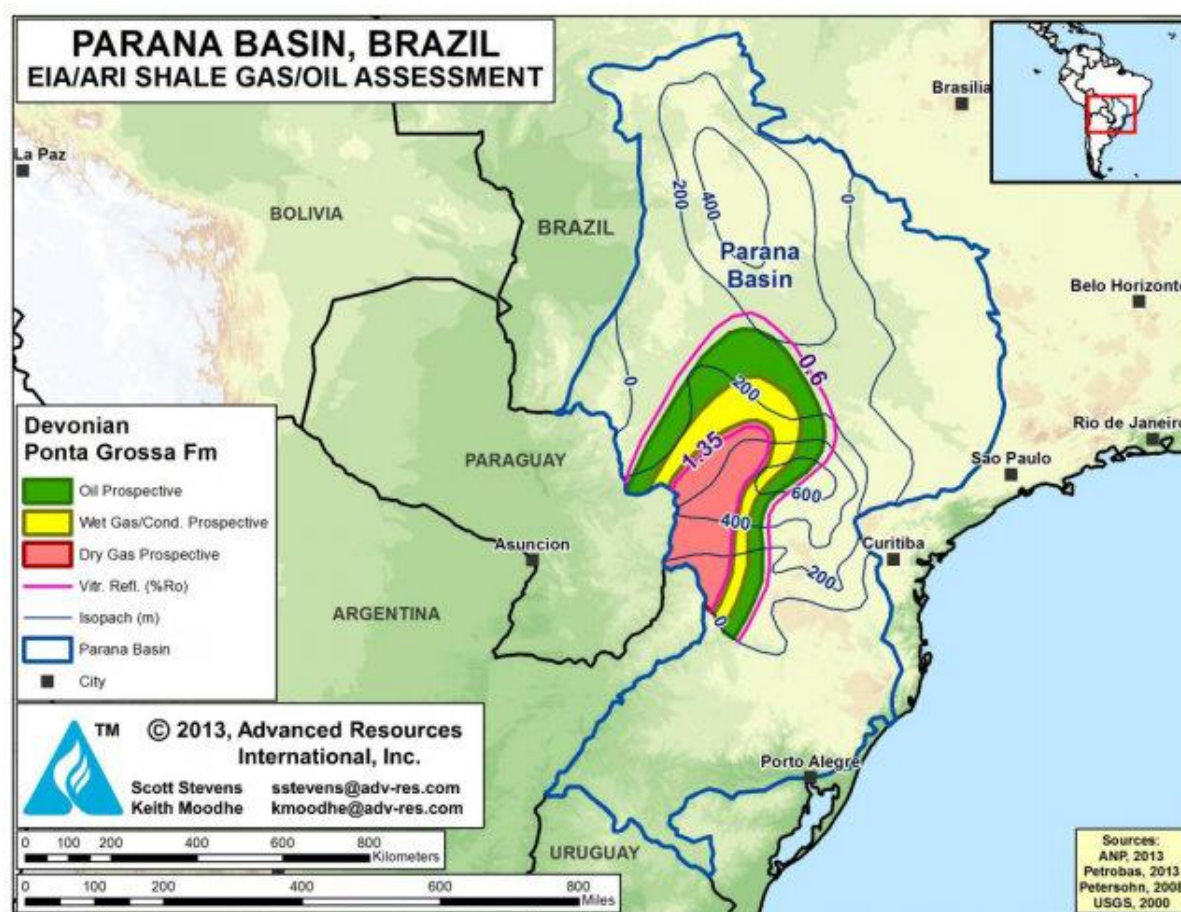 PARANA BASIN, BRAZIL
EIA/ARI SHALE GAS/OIL ASSESSMENT
Brasilia
La Paz
BOLIVIA
BRAZIL
200
400
0
Parana
Basin
Belo Horizonte
0
0.6
200
Rio de Janeiro
1.35
PARAGUAY
São Paulo
600
400
Asuncion
Curitiba
200
ARGENTINA
0
Porto Alegre
URUGUAY
Devonian
Ponta Grossa Fm
Oil Prospective
Wet Gas/Cond. Prospective
Dry Gas Prospective
Vitr. Refl. (%Ro)
Isopach (m)
Parana Basin
City
TM
© 2013, Advanced Resources
International, Inc.
Scott Stevens sstevens@adv-res.com
Keith Moodhe kmoodhe@adv-res.com
0 100 200 400 600 800
Kilometers
0 100 200 400 600 800
Miles
Sources:
ANP, 2013
Petrobas, 2013
Petersohn, 2008
USGS, 2000